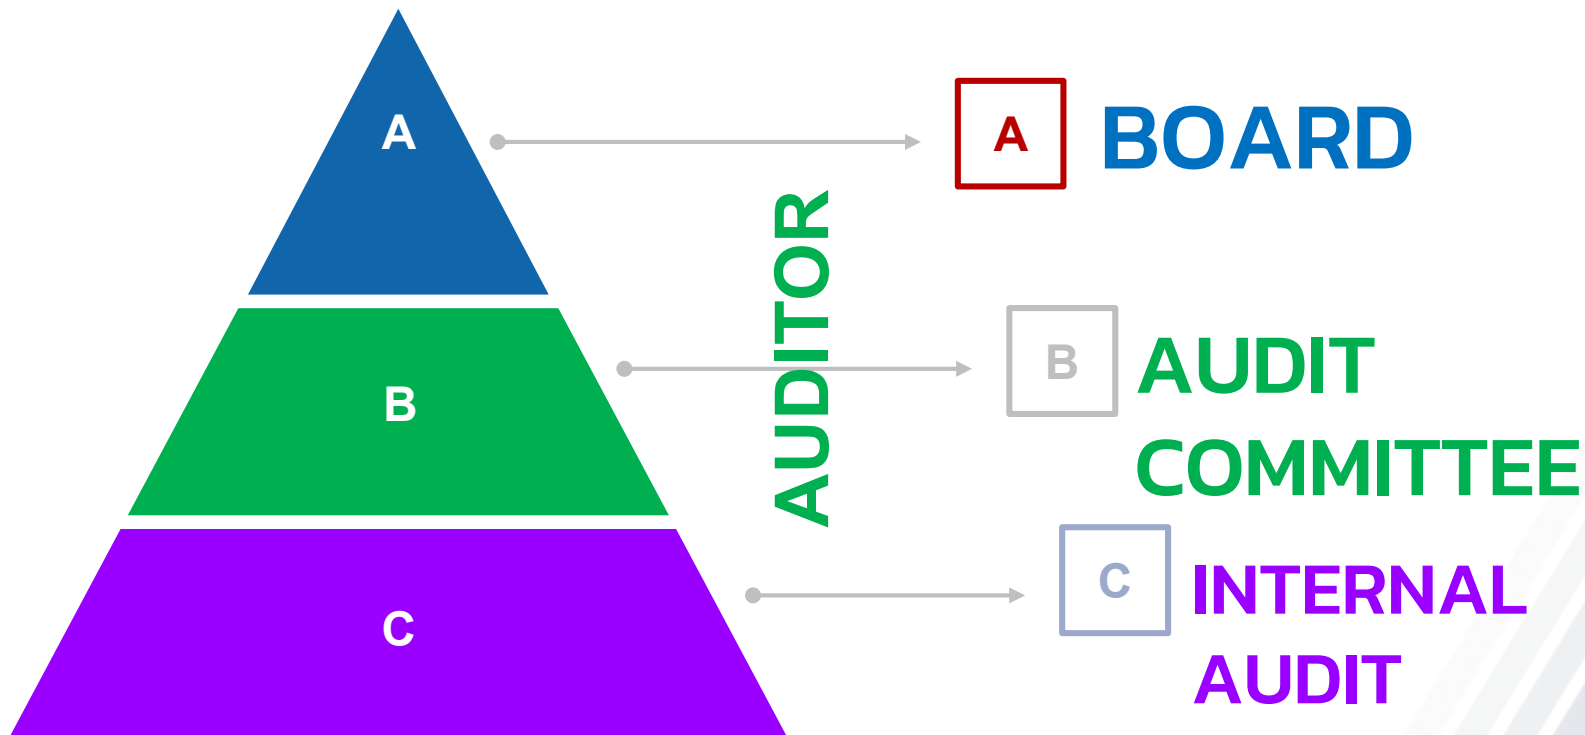 A
A
BOARD
AUDITOR
B
B
AUDIT
COMMITTEE
C
C
INTERNAL
AUDIT